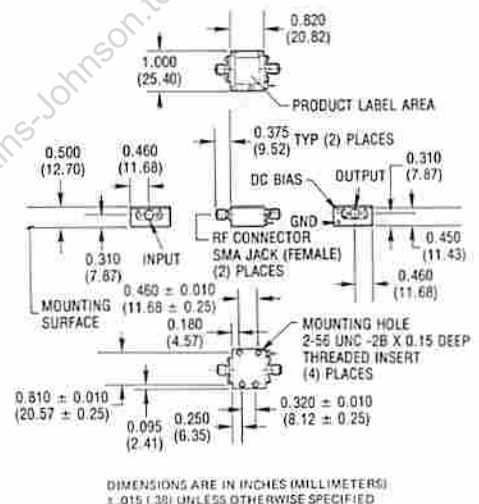 0.820
(20.82)
1.000
(25.40)
PRODUCT LABEL AREA
0.375
(9.52)
TYP (2) PLACES
0.500
(12.70)
0.460
(11.68)
0.310
(7.87)
DC BIAS
OUTPUT
GND
RF CONNECTOR
SMA JACK (FEMALE)
(2) PLACES
0.310
(7.87)
INPUT
0.450
(11.43)
0.460
(11.68)
MOUNTING
SURFACE
0.460 ± 0.010
(11.68 ± 0.25)
0.180
(4.57)
MOUNTING HOLE
2-56 UNC -2B X 0.15 DEEP
THREADED INSERT
(4) PLACES
0.810 ± 0.010
(20.57 ± 0.25)
0.095
(2.41)
0.250
(6.35)
0.320 ± 0.010
(8.12 ± 0.25)
DIMENSIONS ARE IN INCHES (MILLIMETERS)
± .015 (.38) UNLESS OTHERWISE SPECIFIED